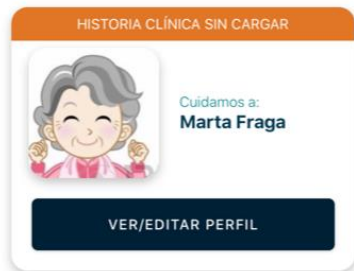 HISTORIA CLÍNICA SIN CARGAR
Cuidamos a:
Marta Fraga
VER/EDITAR PERFIL